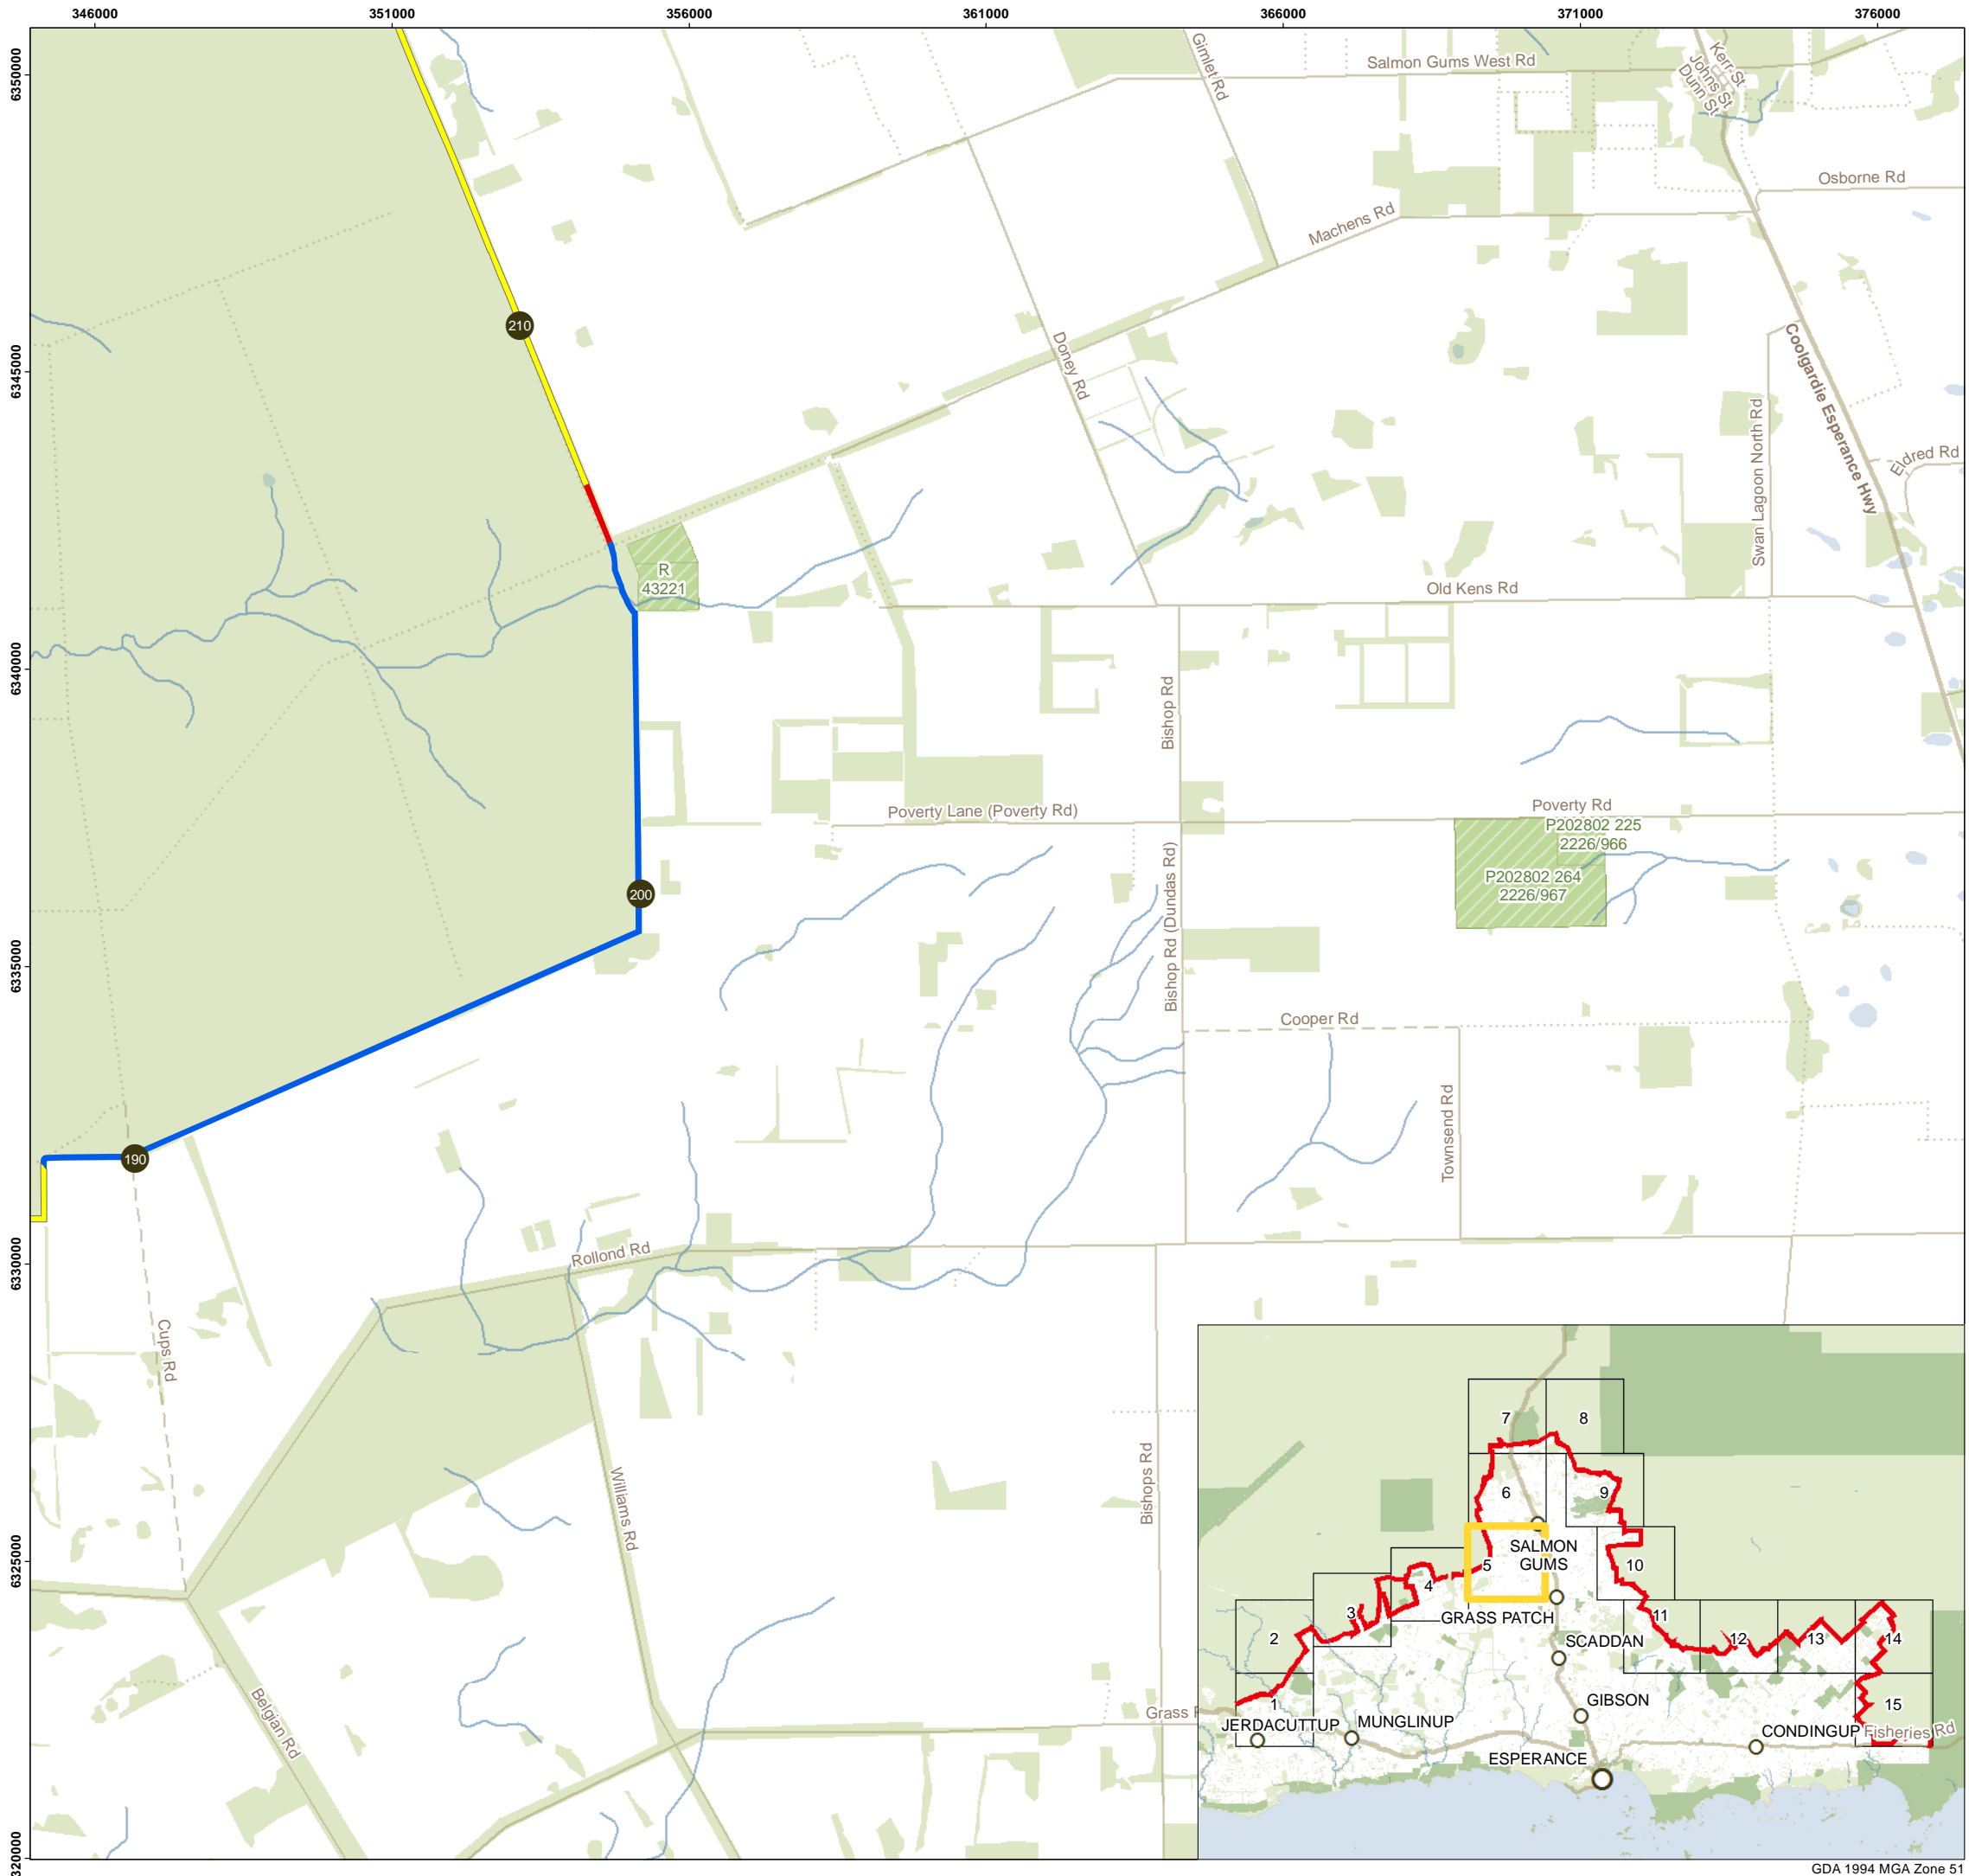 346000 351000 356000 361000 366000 371000 376000
6350000
6345000
6340000
6335000
6330000
6325000
320000
Gimlet Rd
Salmon Gums West Rd
Kerr St
Johns St
Dunn St
Osborne Rd
Machens Rd
210
Doney Rd
Coolgardie Esperance Hwy
Swan Lagoon North Rd
Eldred Rd
R
43221
Old Kens Rd
Bishop Rd
Poverty Lane (Poverty Rd)
Poverty Rd
P202802 225
2226/966
P202802 264
2226/967
200
Bishop Rd (Dundas Rd)
Cooper Rd
Townsend Rd
190
Rollond Rd
Cups Rd
Williams Rd
Bishops Rd
Belgian Rd
Grass
7
8
6
9
SALMON
GUMS
5
10
4
3
GRASS PATCH
11
2
SCADDAN
12
13
14
1
GIBSON
15
JERDACUTTUP
MUNGLINUP
CONDINGUP
Fisheries Rd
ESPERANCE
GDA 1994 MGA Zone 51